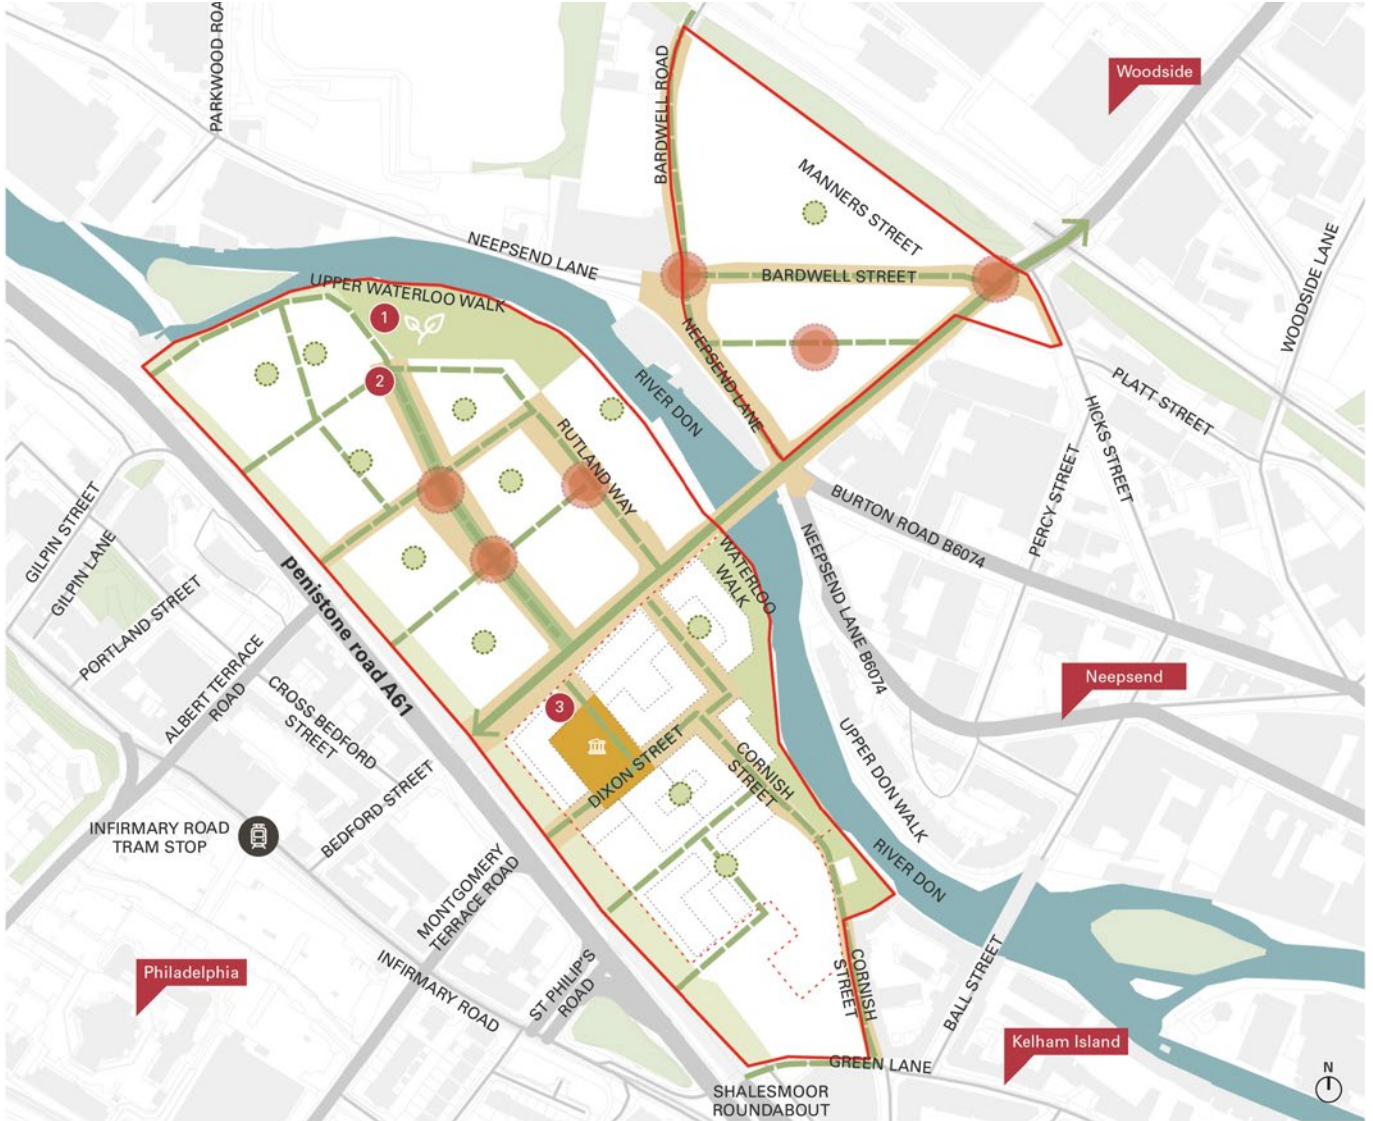 PARKWOOD ROA
BARDWELL ROAD
Woodside
MANNERS STREET
NEEPSEND LANE
BARDWELL STREET
UPPER WATERLOO WALK
1
2
NEEPSEND LANE
RIVER DON
WOODSIDE LANE
PLATT STREET
HICKS STREET
PERCY STREET
RUTLAND WAY
BURTON ROAD B6074
NEEPSEND LANE B6074
WATERLOO
WALK
GILPIN STREET
GILPIN LANE
PORTLAND STREET
penistone road A61
ALBERT TERRACE
ROAD
CROSS BEDFORD
STREET
3
Neepsend
DIXON STREET
CORNISH
STREET
UPPER DON WALK
BEDFORD STREET
INFIRMARY ROAD
TRAM STOP
RIVER DON
MONTGOMERY
TERRACE ROAD
Philadelphia
INFIRMARY ROAD
ST PHILIP'S
ROAD
CORNISH
STREET
BALL STREET
Kelham Island
GREEN LANE
SHALESMOOR
ROUNDABOUT
N